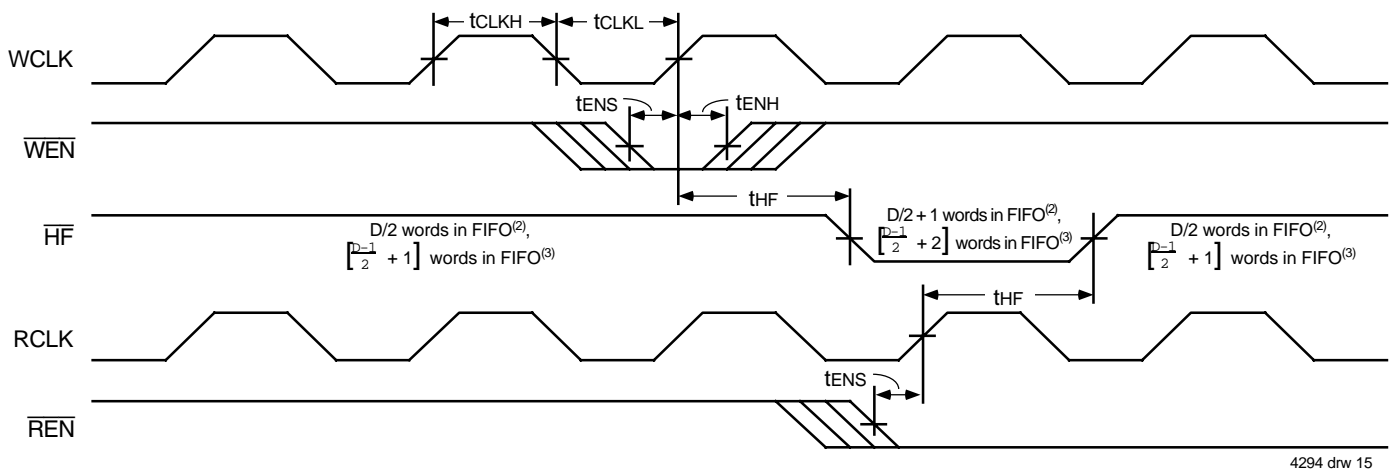 tCLKH tCLKL
WCLK
tENS tENH
WEN
tHF
HF
D/2 words in FIFO(2),
[D-1/2 + 1] words in FIFO(3)
D/2 + 1 words in FIFO(2),
[D-1/2 + 2] words in FIFO(3)
D/2 words in FIFO(2),
[D-1/2 + 1] words in FIFO(3)
tHF
RCLK
tENS
REN
4294 drw 15